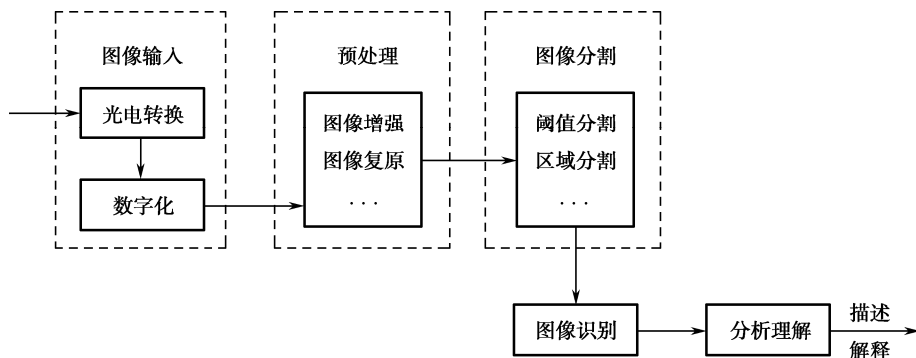 图像输入
光电转换
数字化
预处理
图像增强
图像复原
...
图像分割
阈值分割
区域分割
...
图像识别
分析理解
描述
解释